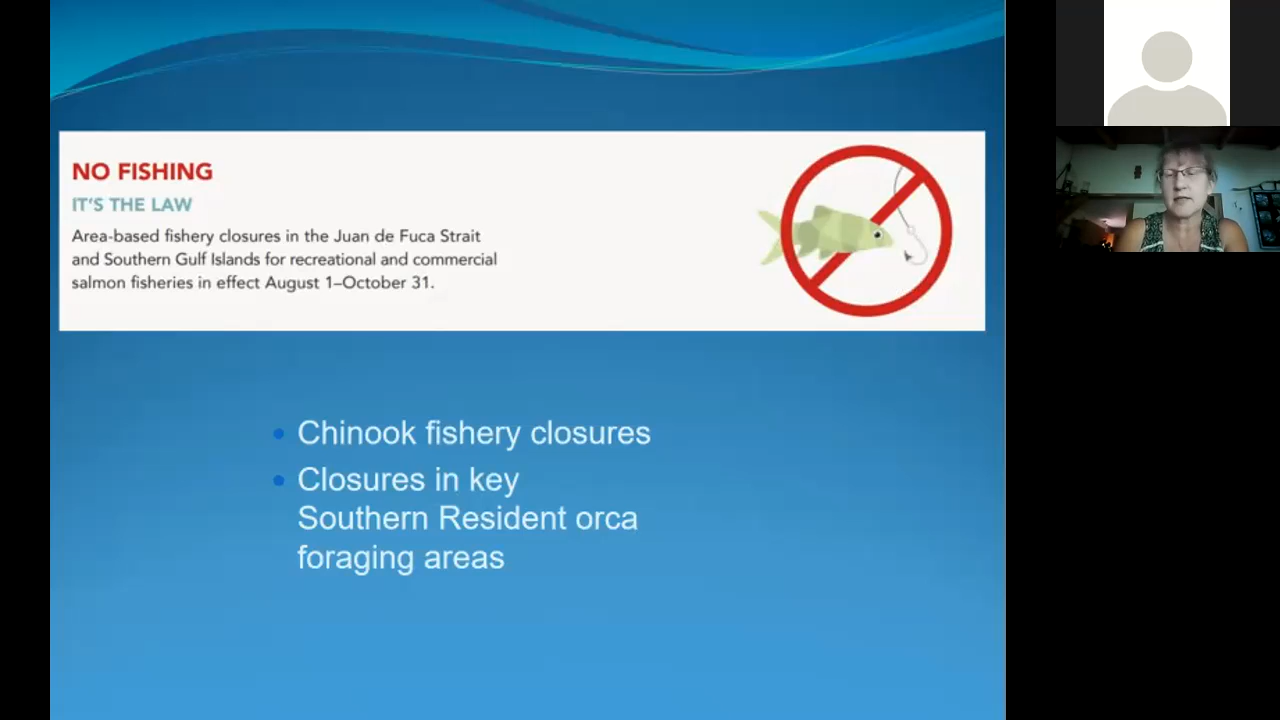 NO FISHING
IT'S THE LAW
Area-based fishery closures in the Juan de Fuca Strait
and Southern Gulf Islands for recreational and commercial
salmon fisheries in effect August 1–October 31.
• Chinook fishery closures
• Closures in key
Southern Resident orca
foraging areas